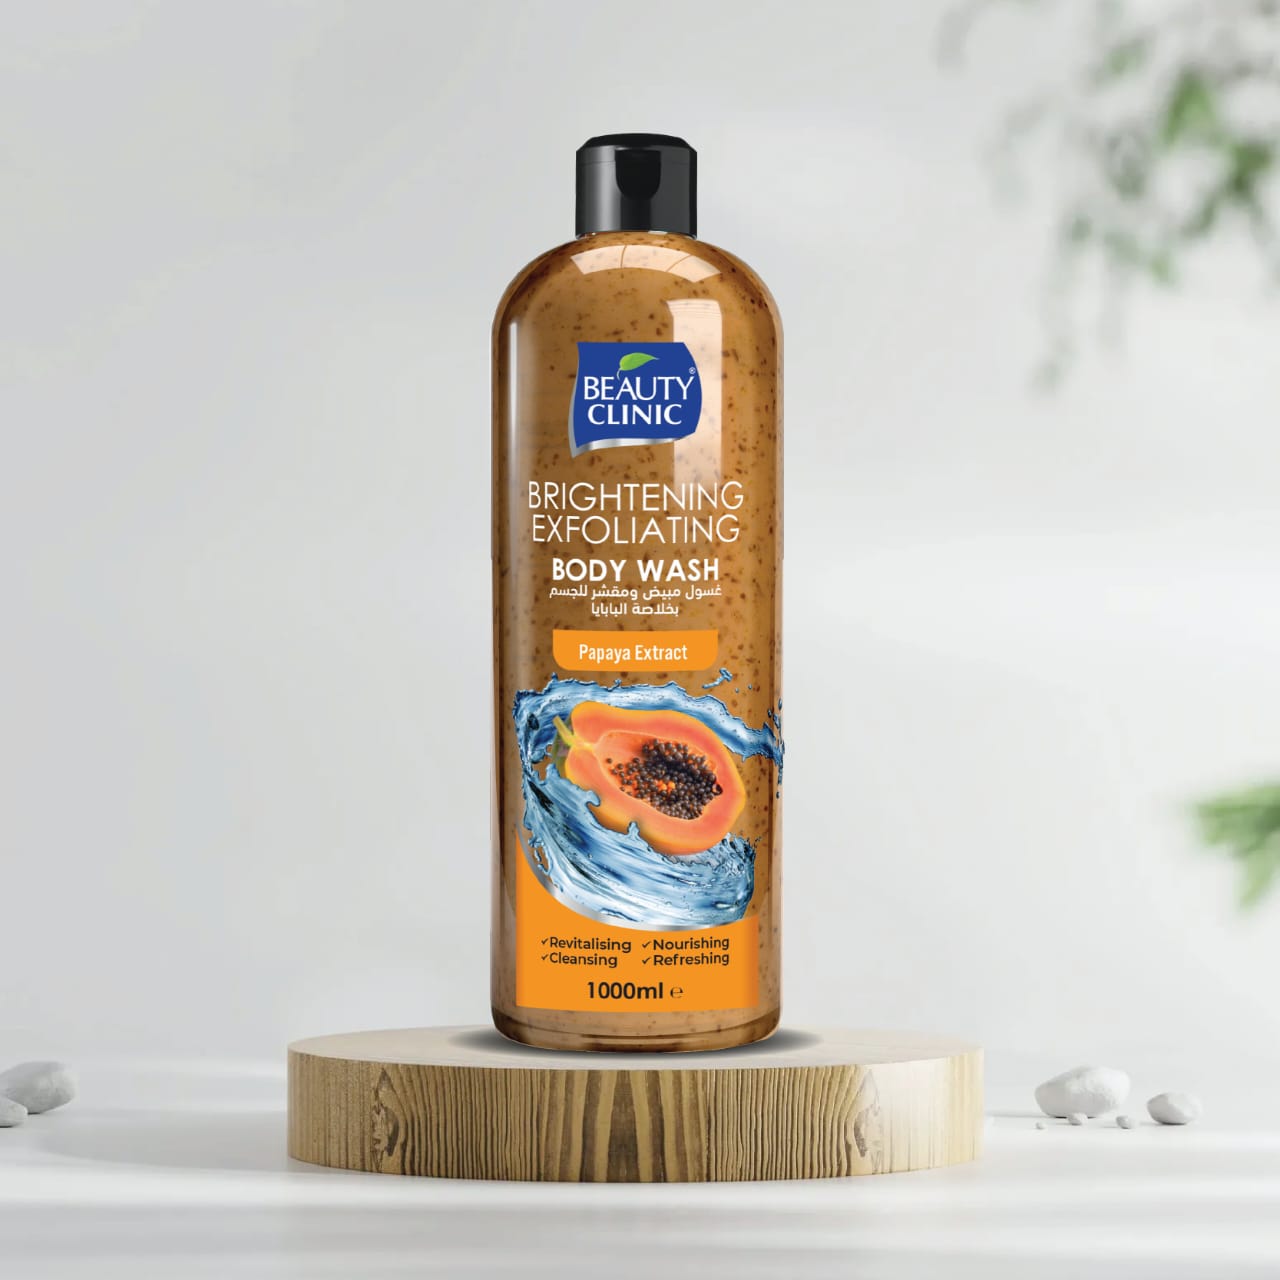 BEAUTY®
CLINIC
BRIGHTENING
EXFOLIATING
BODY WASH
غسول مبيض ومقشر للجسم
بخلاصة البابايا
Papaya Extract
✓Revitalising ✓Nourishing
✓Cleansing ✓Refreshing
1000ml ℮